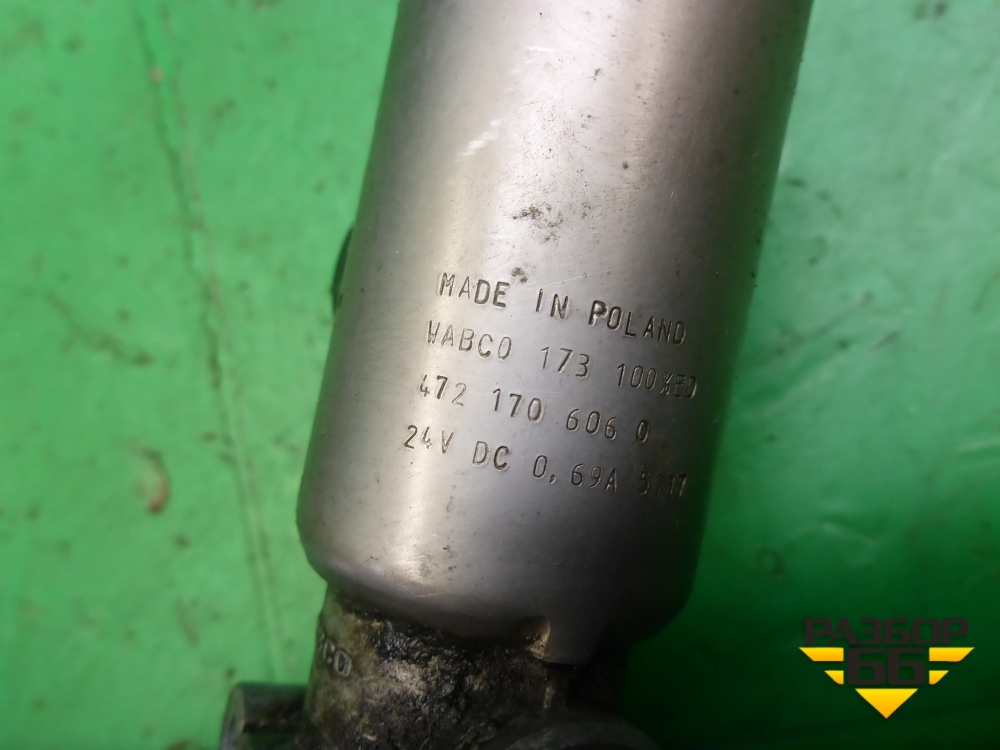 MADE IN POLAND
WABCO 173 100%ED
472 170 606 0
24V DC 0,69A
РАЗБОР
66